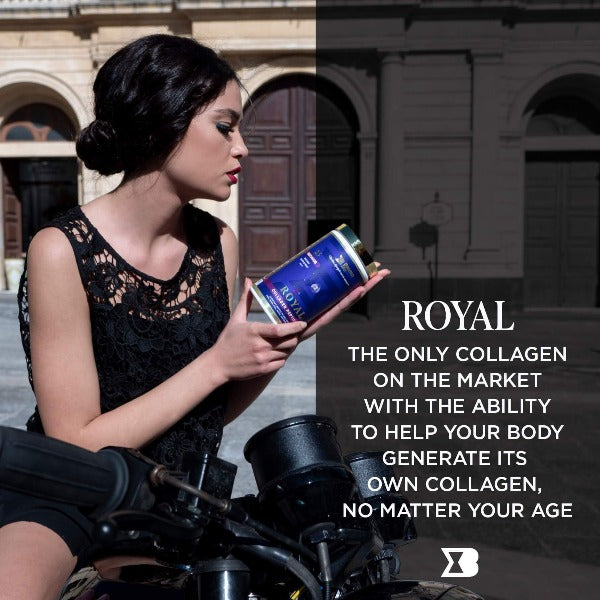 ROYAL
ROYAL
THE ONLY COLLAGEN
ON THE MARKET
WITH THE ABILITY
TO HELP YOUR BODY
GENERATE ITS
OWN COLLAGEN,
NO MATTER YOUR AGE